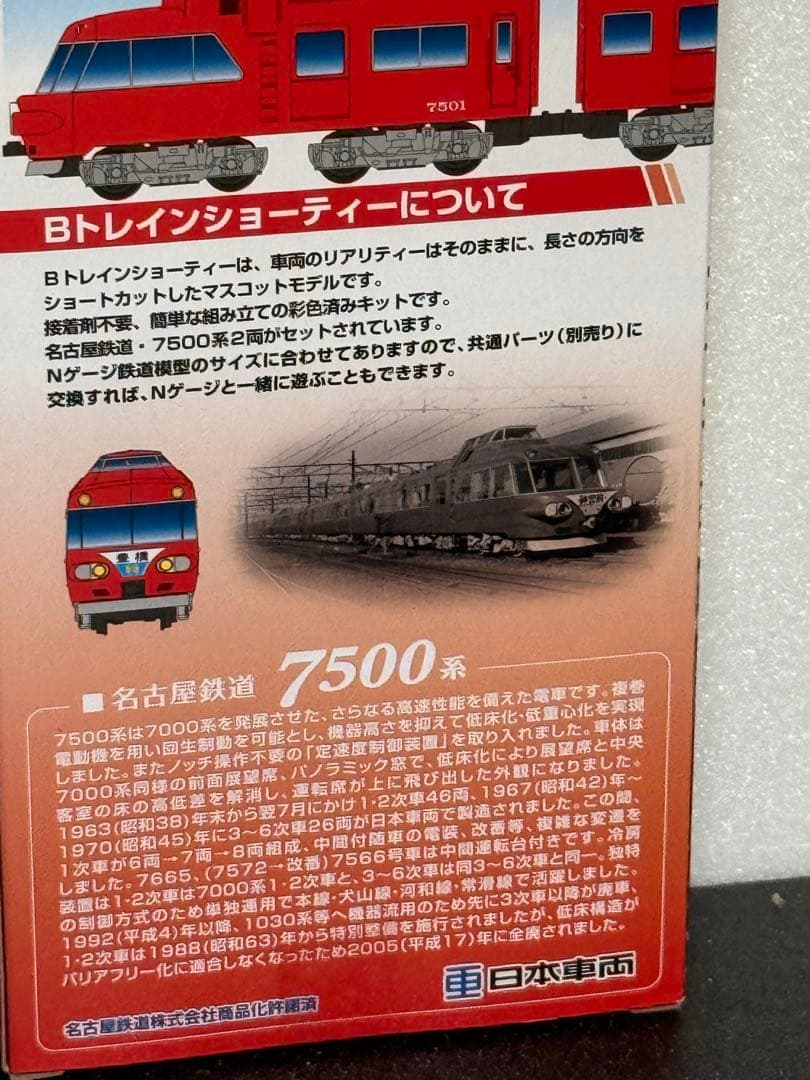 7501
Bトレインショーティーについて
Bトレインショーティーは、車両のリアリティーはそのままに、長さの方向を
ショートカットしたマスコットモデルです。
接着剤不要、簡単な組み立ての彩色済みキットです。
名古屋鉄道・7500系2両がセットされています。
Nゲージ鉄道模型のサイズに合わせてありますので、共通パーツ(別売り)に
交換すれば、Nゲージと一緒に遊ぶこともできます。
豊橋
■名古屋鉄道 7500系
7500系は7000系を発展させた、さらなる高速性能を備えた電車です。複巻
電動機を用い回生制動を可能とし、機器高さを抑えて低床化・低重心化を実現
しました。またノッチ操作不要の「定速度制御装置」を取り入れました。車体は
7000系同様の前面展望席、パノラミック窓で、低床化により展望席と中央
客室の床の高低差を解消し、運転席が上に飛び出した外観になりました。
1963(昭和38)年末から翌7月にかけ1・2次車46両、1967(昭和42)年~
1970(昭和45)年に3~6次車26両が日本車両で製造されました。この間、
1次車が6両→7両→8両組成、中間付随車の電装、改番等、複雑な変遷を
しました。7665、(7572→改番)7566号車は中間運転台付きです。冷房
装置は1・2次車は7000系1・2次車と、3~6次車は同3~6次車と同一。独特
の制御方式のため単独運用で本線・犬山線・河和線・常滑線で活躍しました。
1992(平成4)年以降、1030系等へ機器流用のため先に3次車以降が廃車、
1・2次車は1988(昭和63)年から特別整備を施行されましたが、低床構造が
バリアフリー化に適合しなくなったため2005(平成17)年に全廃されました。
日本車両
名古屋鉄道株式会社商品化許諾済